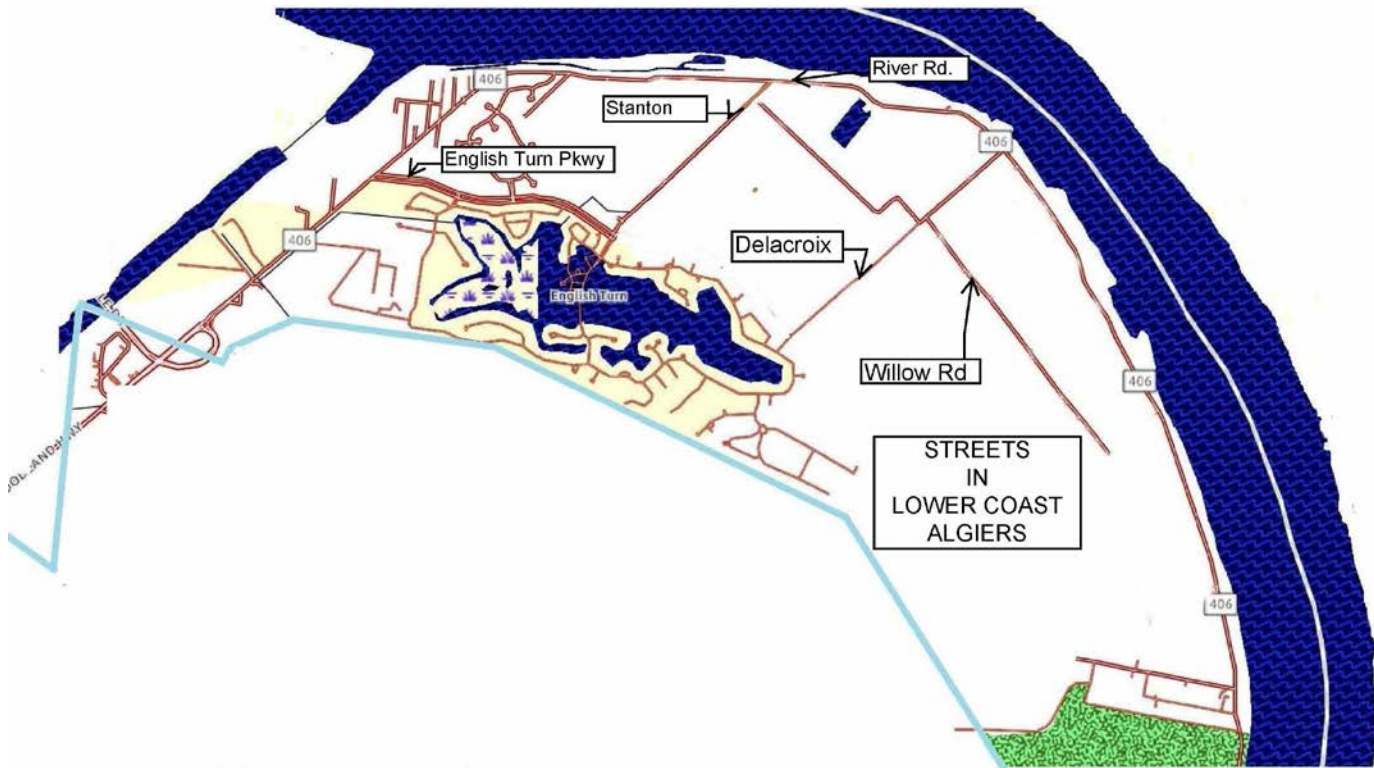 406
River Rd.
Stanton
406
English Turn Pkwy
406
Delacroix
English Turn
Willow Rd
406
STREETS
IN
LOWER COAST
ALGIERS
406